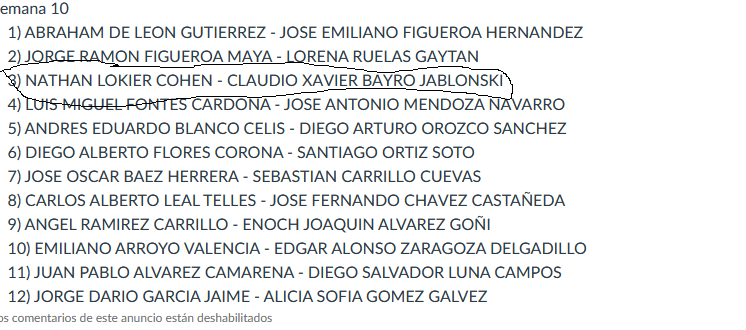 emana 10
1) ABRAHAM DE LEON GUTIERREZ - JOSE EMILIANO FIGUEROA HERNANDEZ
2) JORGE RAMON FIGUEROA MAYA - LORENA RUELAS GAYTAN
3) NATHAN LOKIER COHEN - CLAUDIO XAVIER BAYRO JABLONSKI
4) LUIS MIGUEL FONTES CARDONA - JOSE ANTONIO MENDOZA NAVARRO
5) ANDRES EDUARDO BLANCO CELIS - DIEGO ARTURO OROZCO SANCHEZ
6) DIEGO ALBERTO FLORES CORONA - SANTIAGO ORTIZ SOTO
7) JOSE OSCAR BAEZ HERRERA - SEBASTIAN CARRILLO CUEVAS
8) CARLOS ALBERTO LEAL TELLES - JOSE FERNANDO CHAVEZ CASTAÑEDA
9) ANGEL RAMIREZ CARRILLO - ENOCH JOAQUIN ALVAREZ GOÑI
10) EMILIANO ARROYO VALENCIA - EDGAR ALONSO ZARAGOZA DELGADILLO
11) JUAN PABLO ALVAREZ CAMARENA - DIEGO SALVADOR LUNA CAMPOS
12) JORGE DARIO GARCIA JAIME - ALICIA SOFIA GOMEZ GALVEZ
os comentarios de este anuncio están deshabilitados